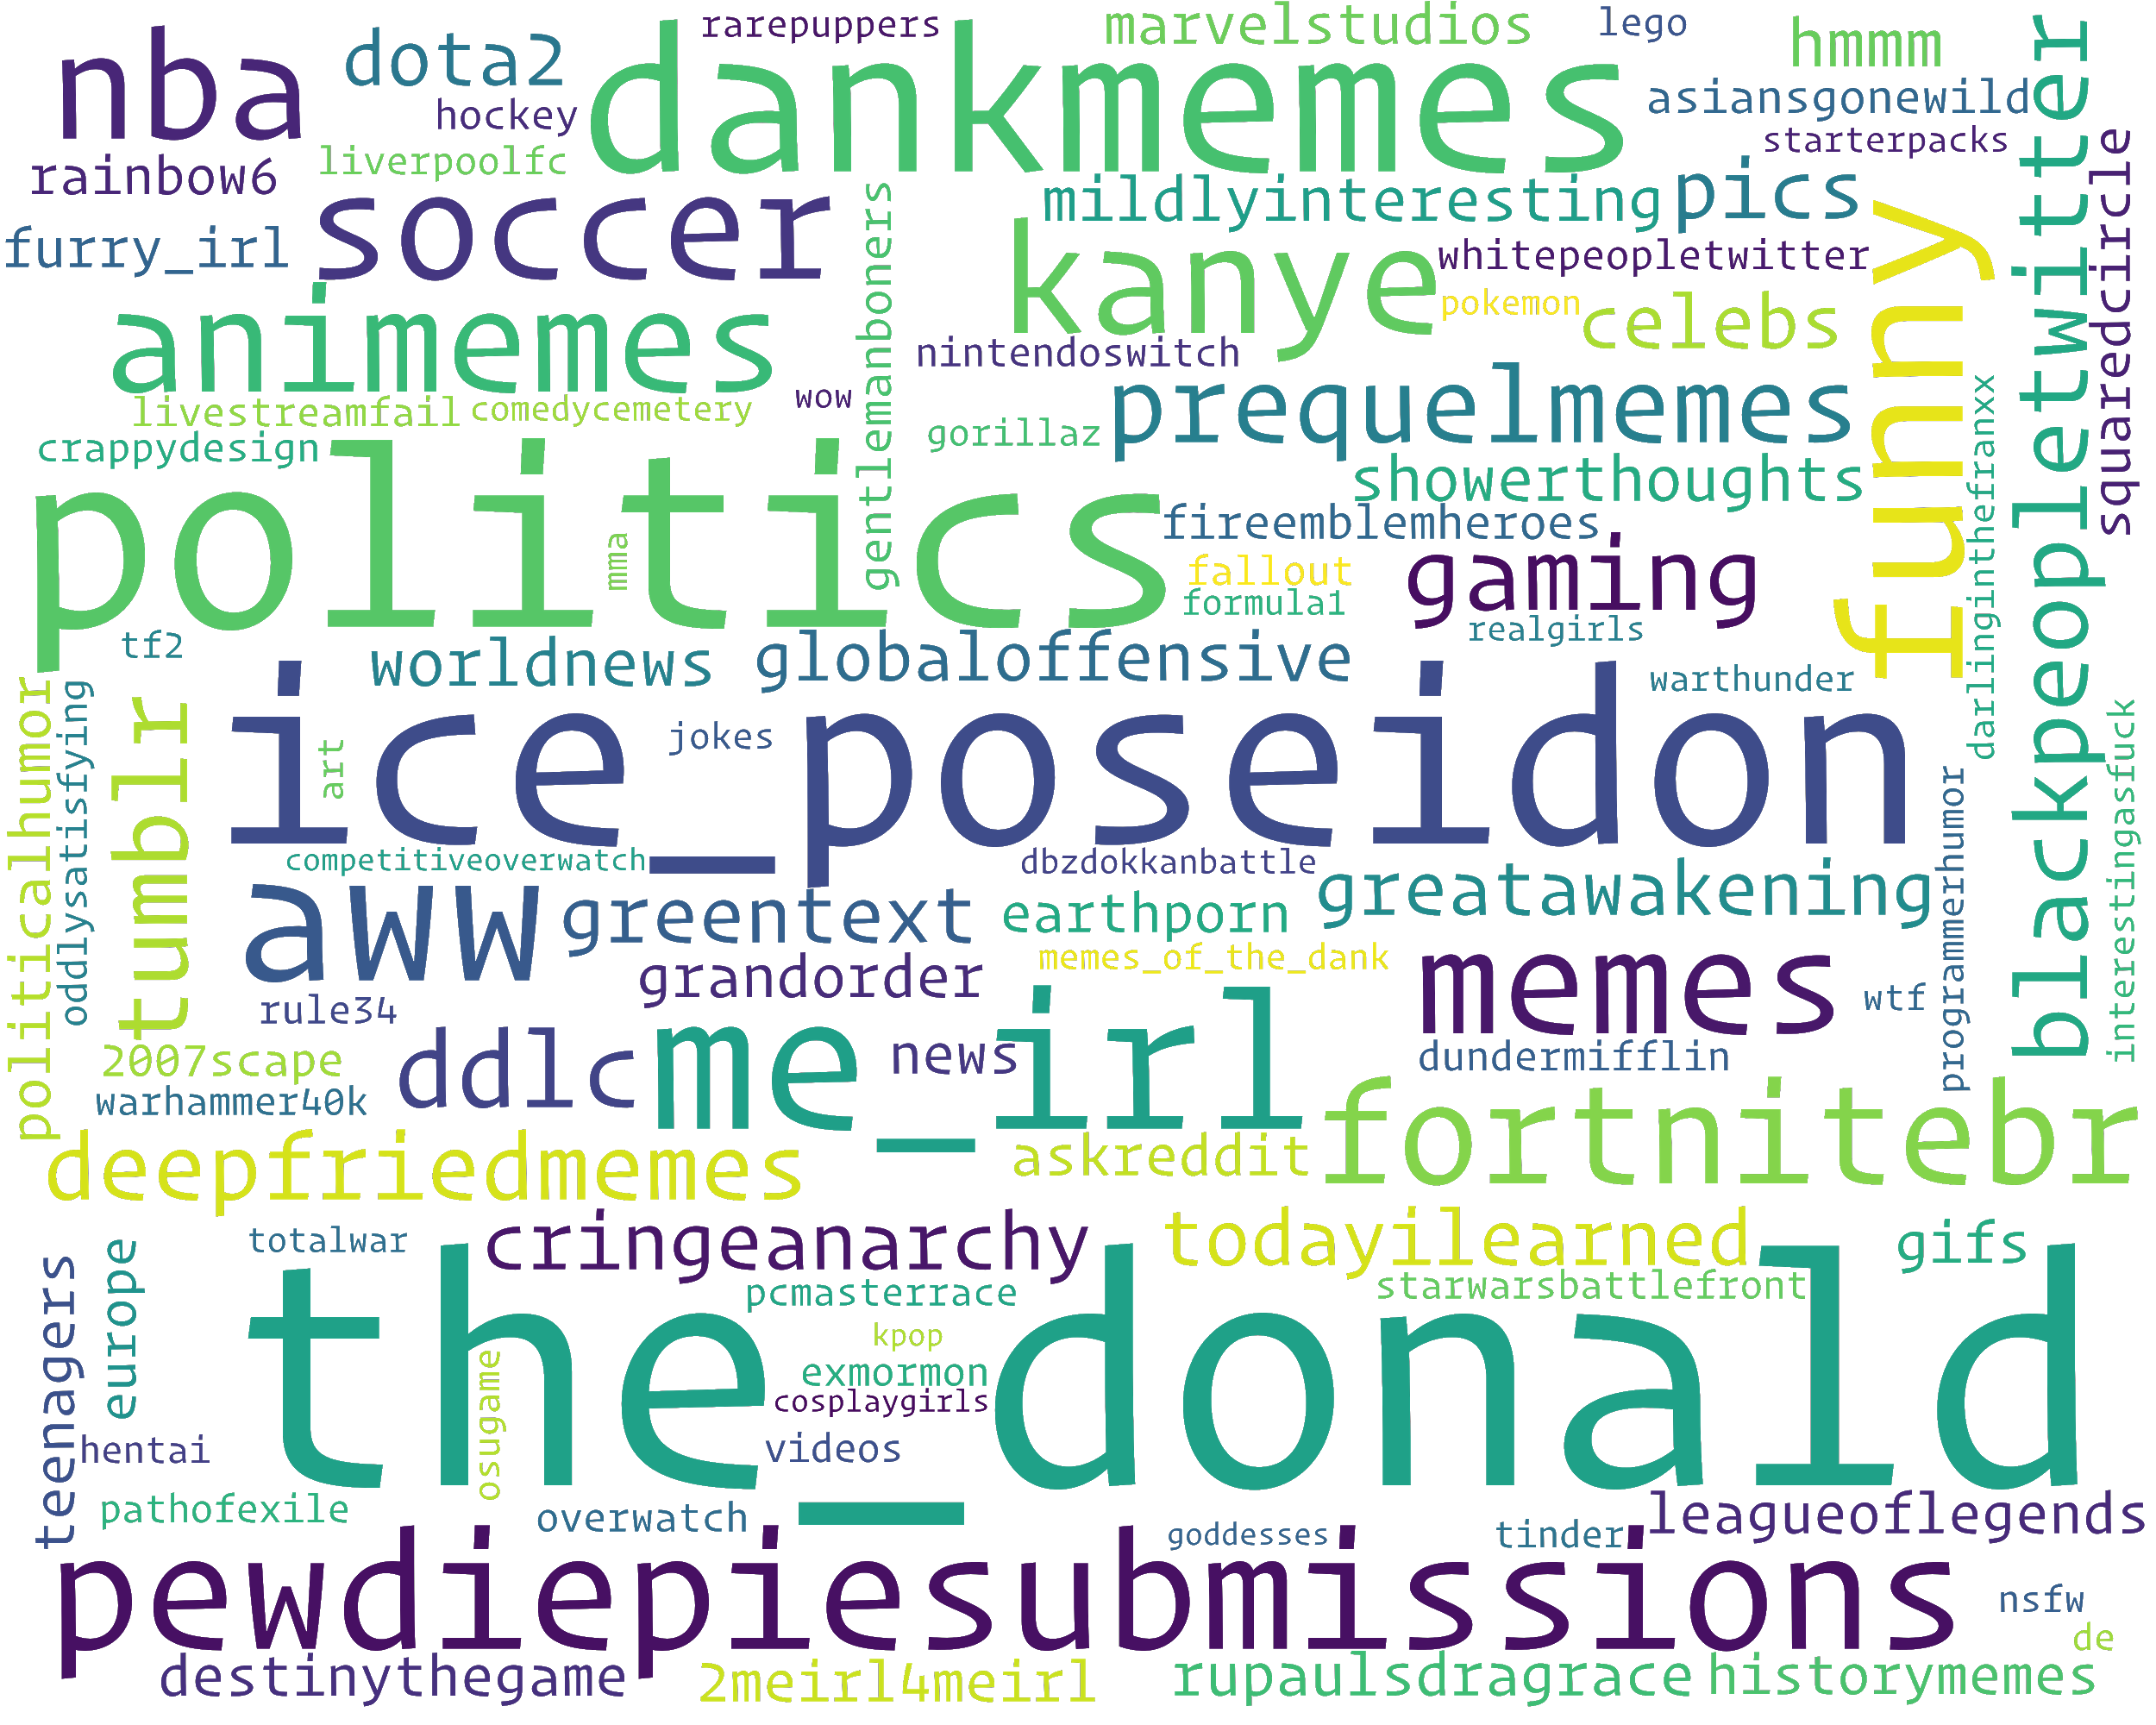 rarepuppers
marvelstudios
lego
nba
dota2
dankmemes
hmmm
hockey
asiansgonewild
rainbow6
liverpoolfc
starterpacks
blackpeopletwitter
squaredcircle
furry_irl
soccer
gentlemanboners
mildlyinteresting
pics
kanye
whitepeopletwitter
funny
animemes
pokemon
celebs
nintendoswitch
livestreamfail
comedycemetery
wow
gorillaz
prequelmemes
darlinginthefranxx
crappydesign
politics
showerthoughts
mma
fireemblemheroes
fallout
gaming
formula1
tf2
realgirls
worldnews
globaloffensive
warthunder
politicalhumor
oddlysatisfying
tumblr
ice_poseidon
art
jokes
interestingasfuck
competitiveoverwatch
dbzdokkanbattle
programmerhumor
aww
greentext
earthporn
greatawakening
grandorder
memes_of_the_dank
memes
wtf
rule34
me_irl
2007scape
ddlc
news
dundermifflin
warhammer40k
fortnitebr
deepfriedmemes
askreddit
totalwar
cringeanarchy
todayilearned
gifs
teenagers
europe
the_donald
pcmasterrace
starwarsbattlefront
kpop
exmormon
osugame
cosplaygirls
hentai
videos
pathofexile
overwatch
goddesses
tinder
leagueoflegends
pewdiepiesubmissions
nsfw
de
destinythegame
2meirl4meirl
rupaulsdragrace
historymemes